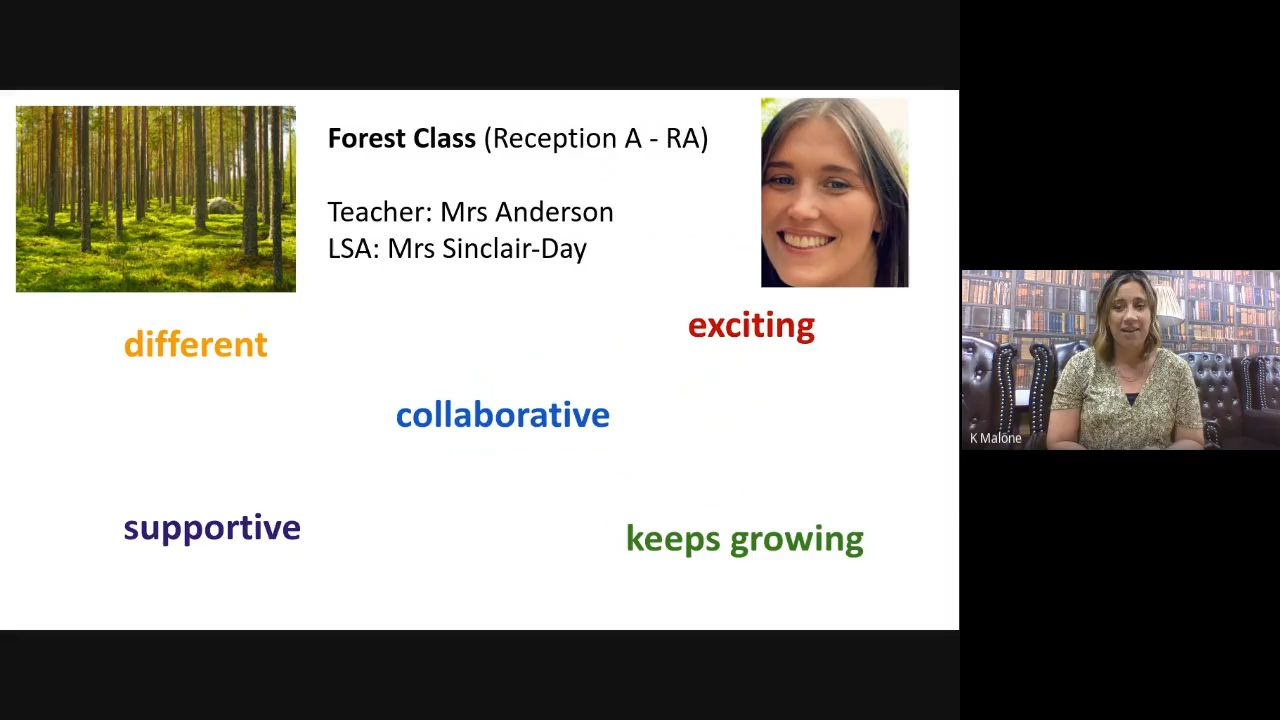 Forest Class (Reception A - RA)
Teacher: Mrs Anderson
LSA: Mrs Sinclair-Day
different
exciting
collaborative
supportive
keeps growing
K Malone